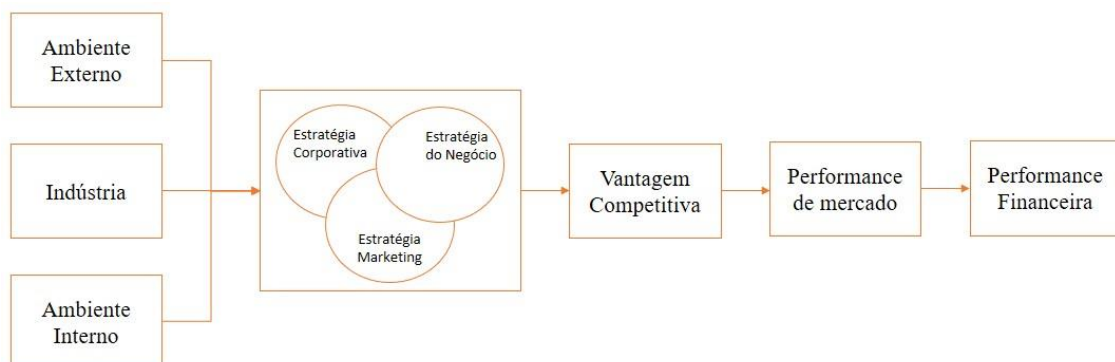 Ambiente
Externo
Indústria
Ambiente
Interno
Estratégia
Corporativa
Estratégia
do Negócio
Estratégia
Marketing
Vantagem
Competitiva
Performance
de mercado
Performance
Financeira